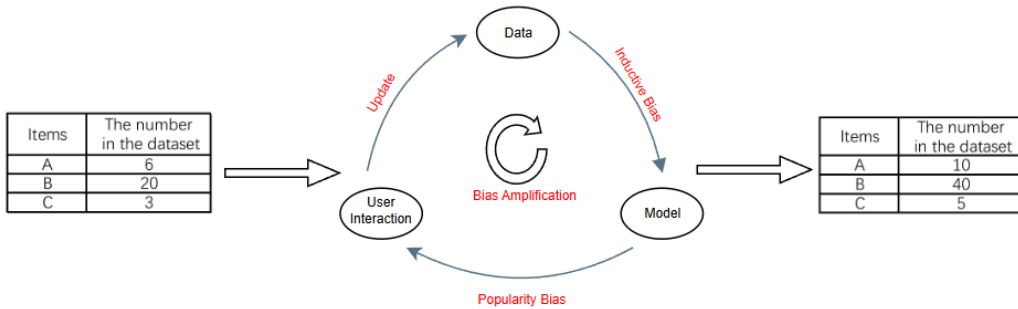 Data
Update
Inductive Bias
Items The number in the dataset
A 6
B 20
C 3
Bias Amplification
User
Interaction
Model
Popularity Bias
Items The number in the dataset
A 10
B 40
C 5